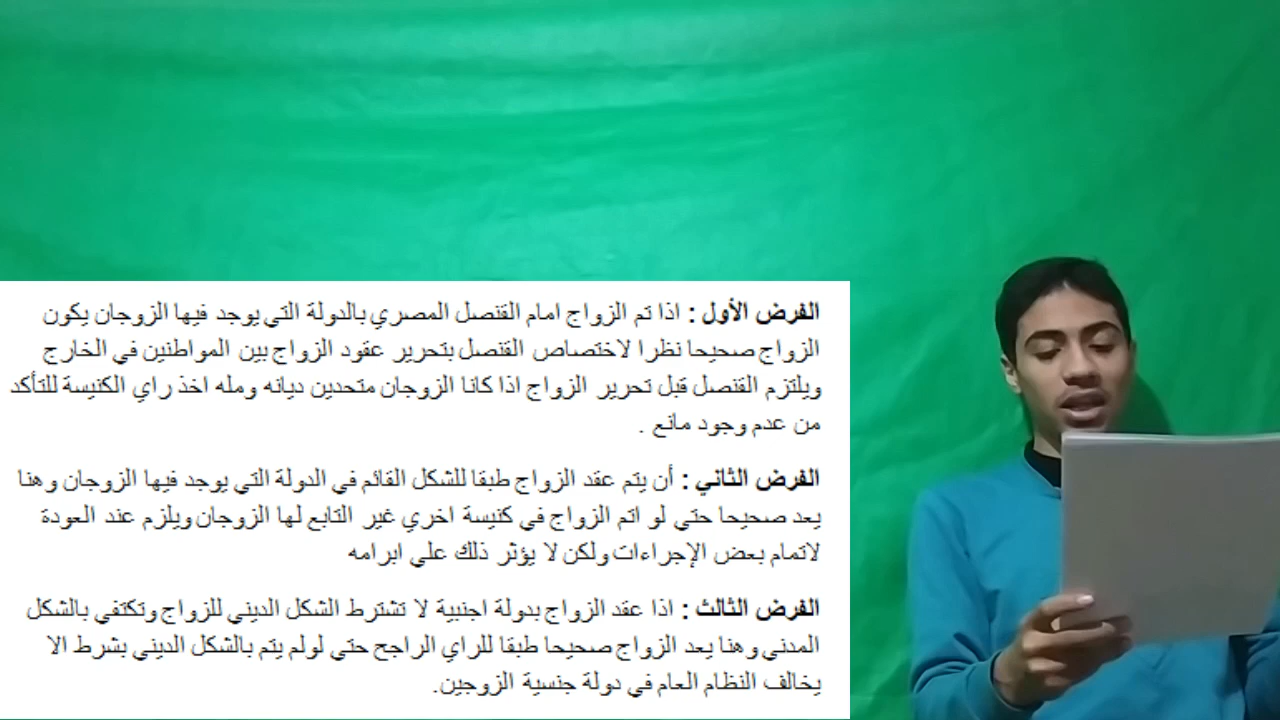 الفرض الأول : اذا تم الزواج امام القنصل المصري بالدولة التي يوجد فيها الزوجان يكون
الزواج صحيحا نظرا لاختصاص القنصل بتحرير عقود الزواج بين المواطنين في الخارج
ويلتزم القنصل قبل تحرير الزواج اذا كانا الزوجان متحدين ديانه ومله اخذ راي الكنيسة للتأكد
من عدم وجود مانع .
الفرض الثاني : أن يتم عقد الزواج طبقا للشكل القائم في الدولة التي يوجد فيها الزوجان وهنا
يعد صحيحا حتي لو اتم الزواج في كنيسة اخري غير التابع لها الزوجان ويلزم عند العودة
لاتمام بعض الإجراءات ولكن لا يؤثر ذلك علي ابرامه
الفرض الثالث : اذا عقد الزواج بدولة اجنبية لا تشترط الشكل الديني للزواج وتكتفي بالشكل
المدني وهنا يعد الزواج صحيحا طبقا للراي الراجح حتي لولم يتم بالشكل الديني بشرط الا
يخالف النظام العام في دولة جنسية الزوجين.